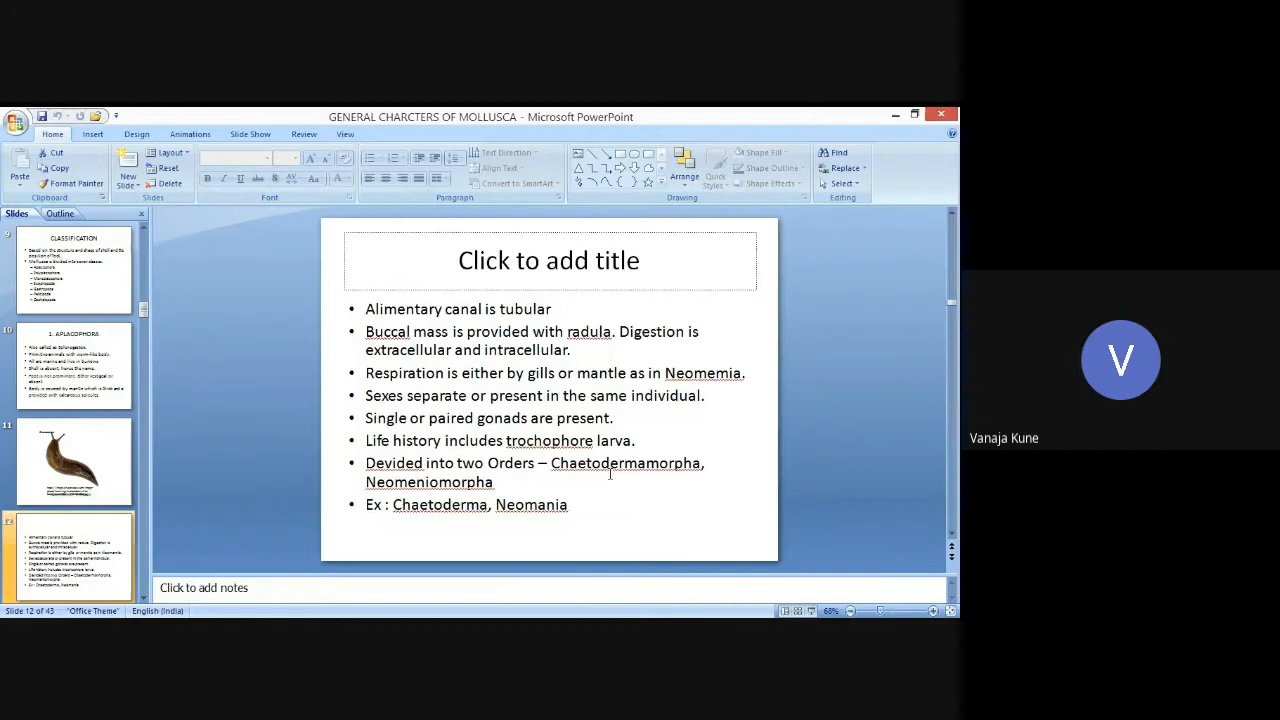 GENERAL CHARCTERS OF MOLLUSCA - Microsoft PowerPoint
Home Insert Design Animations Slide Show Review View
Paste
Cut
Copy
Format Painter
Clipboard
New Slide
Layout
Reset
Delete
Slides
Font
Text Direction
Align Text
Convert to SmartArt
Paragraph
Arrange
Quick Styles
Shape Fill
Shape Outline
Shape Effects
Drawing
Find
Replace
Select
Editing
Slides Outline
9
CLASSIFICATION
10
1. APLACOPHORA
11
12
Click to add title
• Alimentary canal is tubular
• Buccal mass is provided with radula. Digestion is
extracellular and intracellular.
• Respiration is either by gills or mantle as in Neomemia.
• Sexes separate or present in the same individual.
• Single or paired gonads are present.
• Life history includes trochophore larva.
• Devided into two Orders – Chaetodermamorpha,
Neomeniomorpha
• Ex : Chaetoderma, Neomania
Click to add notes
Slide 12 of 43 "Office Theme" English (India) 68%
V
Vanaja Kune